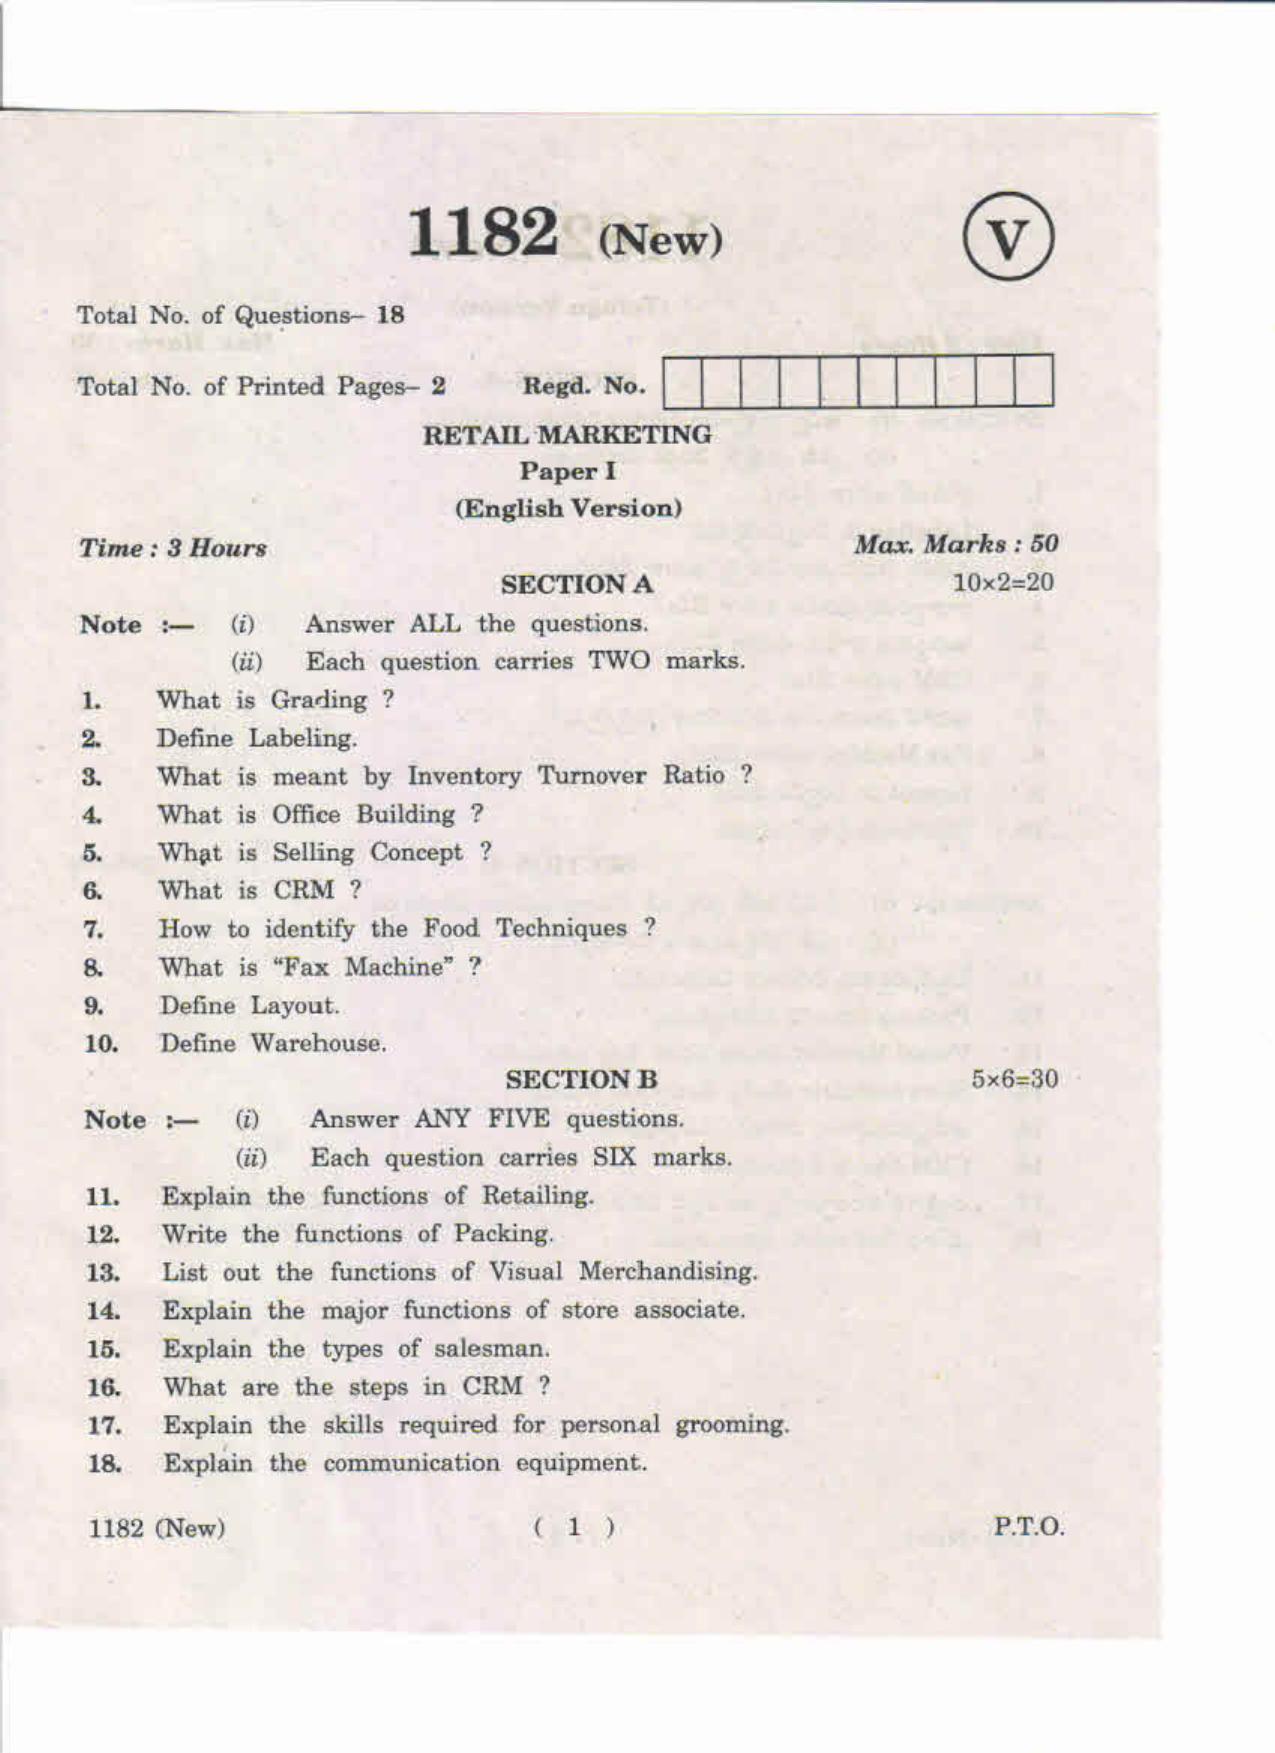 1182 (New)
V
Total No. of Questions– 18
Total No. of Printed Pages– 2 Regd. No.
RETAIL MARKETING
Paper I
(English Version)
Time : 3 Hours Max. Marks : 50
SECTION A 10×2=20
Note :— (i) Answer ALL the questions.
(ii) Each question carries TWO marks.
1. What is Grading ?
2. Define Labeling.
3. What is meant by Inventory Turnover Ratio ?
4. What is Office Building ?
5. What is Selling Concept ?
6. What is CRM ?
7. How to identify the Food Techniques ?
8. What is “Fax Machine” ?
9. Define Layout.
10. Define Warehouse.
SECTION B 5×6=30
Note :— (i) Answer ANY FIVE questions.
(ii) Each question carries SIX marks.
11. Explain the functions of Retailing.
12. Write the functions of Packing.
13. List out the functions of Visual Merchandising.
14. Explain the major functions of store associate.
15. Explain the types of salesman.
16. What are the steps in CRM ?
17. Explain the skills required for personal grooming.
18. Explain the communication equipment.
1182 (New) ( 1 ) P.T.O.